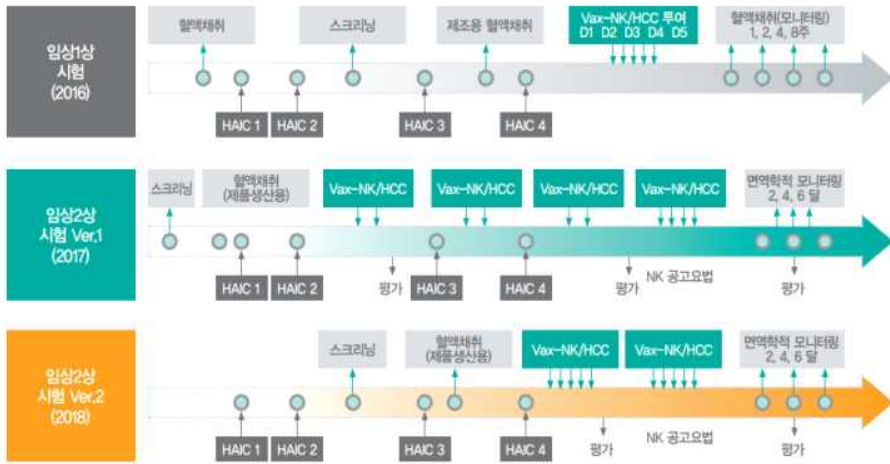 임상1상
시험
(2016)
혈액채취
스크리닝
제조용 혈액채취
Vax-NK/HCC 투여
D1 D2 D3 D4 D5
혈액채취(모니터링)
1, 2, 4, 8주
HAIC 1
HAIC 2
HAIC 3
HAIC 4
임상2상
시험 Ver.1
(2017)
스크리닝
혈액채취
(제품생산용)
Vax-NK/HCC
Vax-NK/HCC
Vax-NK/HCC
Vax-NK/HCC
면역학적 모니터링
2, 4, 6 달
HAIC 1
HAIC 2
평가
HAIC 3
HAIC 4
평가
NK 공고요법
평가
임상2상
시험 Ver.2
(2018)
스크리닝
혈액채취
(제품생산용)
Vax-NK/HCC
Vax-NK/HCC
면역학적 모니터링
2, 4, 6 달
HAIC 1
HAIC 2
HAIC 3
HAIC 4
평가
NK 공고요법
평가